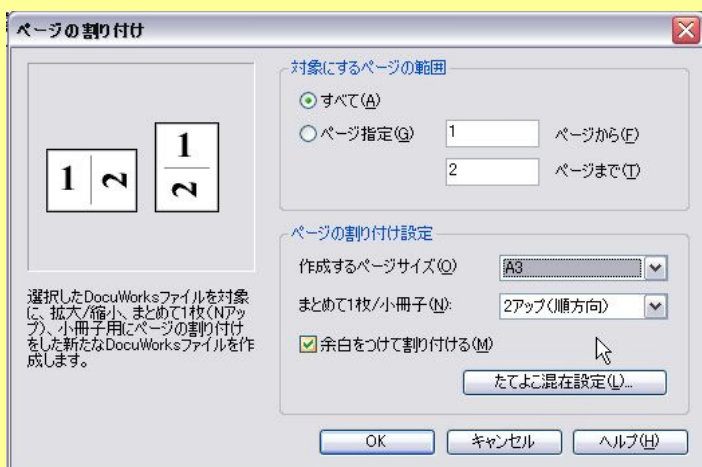 ページの割り付け
1 2
1
2
選択したDocuWorksファイルを対象
に、拡大/縮小、まとめて1枚(Nアッ
プ)、小冊子用にページの割り付け
をした新たなDocuWorksファイルを作
成します。
対象にするページの範囲
すべて(A)
ページ指定(G) 1 ページから(F)
2 ページまで(T)
ページの割り付け設定
作成するページサイズ(O) A3
まとめて1枚/小冊子(N): 2アップ(順方向)
余白をつけて割り付ける(M)
たてよこ混在設定(L)...
OK キャンセル ヘルプ(H)